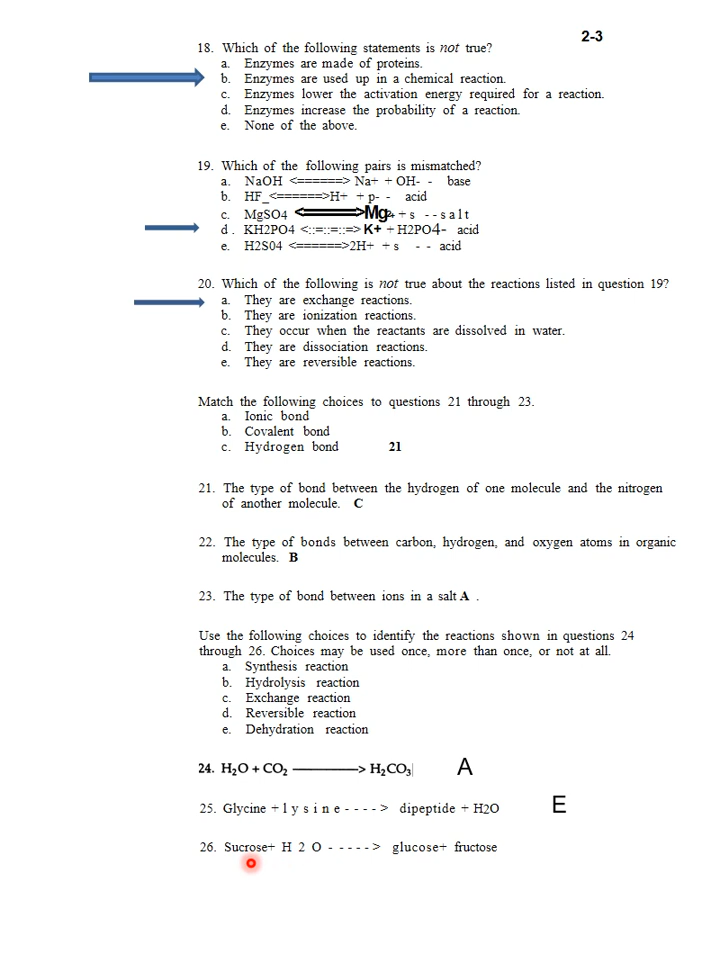 2-3
18. Which of the following statements is not true?
a. Enzymes are made of proteins.
b. Enzymes are used up in a chemical reaction.
c. Enzymes lower the activation energy required for a reaction.
d. Enzymes increase the probability of a reaction.
e. None of the above.
19. Which of the following pairs is mismatched?
a. NaOH <======> Na+ + OH- - base
b. HF_<======>H+ + p- - acid
c. MgSO4 <======>Mg2+ + s --salt
d. KH2PO4 <::=::=::=> K+ + H2PO4- acid
e. H2S04 <======>2H+ + s - - acid
20. Which of the following is not true about the reactions listed in question 19?
a. They are exchange reactions.
b. They are ionization reactions.
c. They occur when the reactants are dissolved in water.
d. They are dissociation reactions.
e. They are reversible reactions.
Match the following choices to questions 21 through 23.
a. Ionic bond
b. Covalent bond
c. Hydrogen bond 21
21. The type of bond between the hydrogen of one molecule and the nitrogen
of another molecule. C
22. The type of bonds between carbon, hydrogen, and oxygen atoms in organic
molecules. B
23. The type of bond between ions in a salt A .
Use the following choices to identify the reactions shown in questions 24
through 26. Choices may be used once, more than once, or not at all.
a. Synthesis reaction
b. Hydrolysis reaction
c. Exchange reaction
d. Reversible reaction
e. Dehydration reaction
24. H₂O + CO₂ ————> H₂CO₃ A
25. Glycine + l y s i n e - - - - > dipeptide + H2O E
26. Sucrose+ H 2 O - - - - - > glucose+ fructose